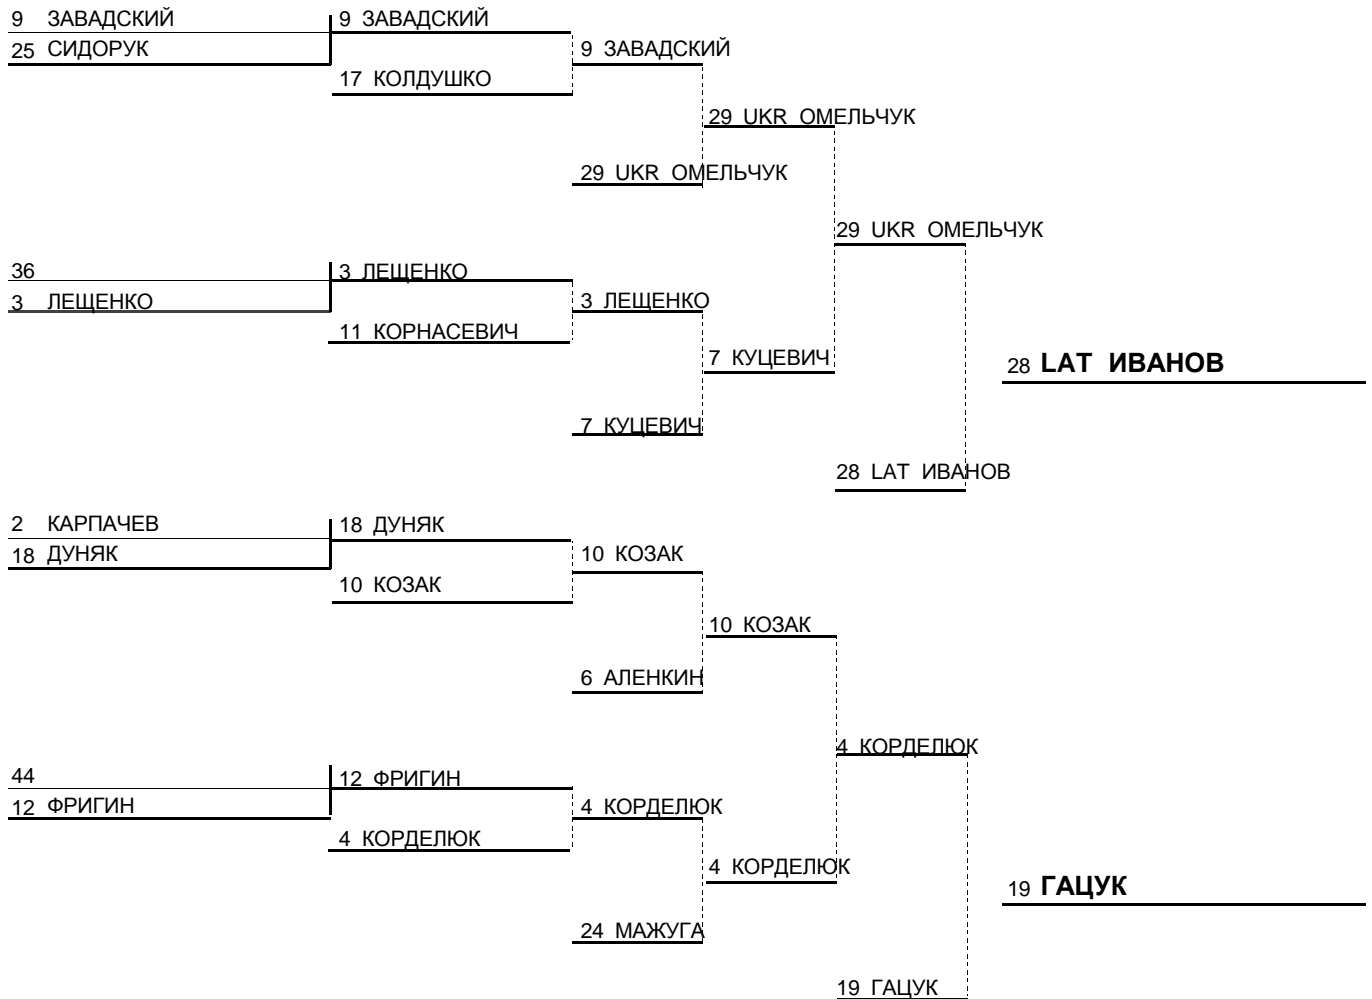 9 ЗАВАДСКИЙ
9 ЗАВАДСКИЙ
25 СИДОРУК
9 ЗАВАДСКИЙ
17 КОЛДУШКО
29 UKR ОМЕЛЬЧУК
29 UKR ОМЕЛЬЧУК
29 UKR ОМЕЛЬЧУК
36
3 ЛЕЩЕНКО
3 ЛЕЩЕНКО
3 ЛЕЩЕНКО
11 КОРНАСЕВИЧ
7 КУЦЕВИЧ
28 LAT ИВАНОВ
7 КУЦЕВИЧ
28 LAT ИВАНОВ
2 КАРПАЧЕВ
18 ДУНЯК
18 ДУНЯК
10 КОЗАК
10 КОЗАК
10 КОЗАК
6 АЛЕНКИН
4 КОРДЕЛЮК
44
12 ФРИГИН
12 ФРИГИН
4 КОРДЕЛЮК
4 КОРДЕЛЮК
4 КОРДЕЛЮК
19 ГАЦУК
24 МАЖУГА
19 ГАЦУК